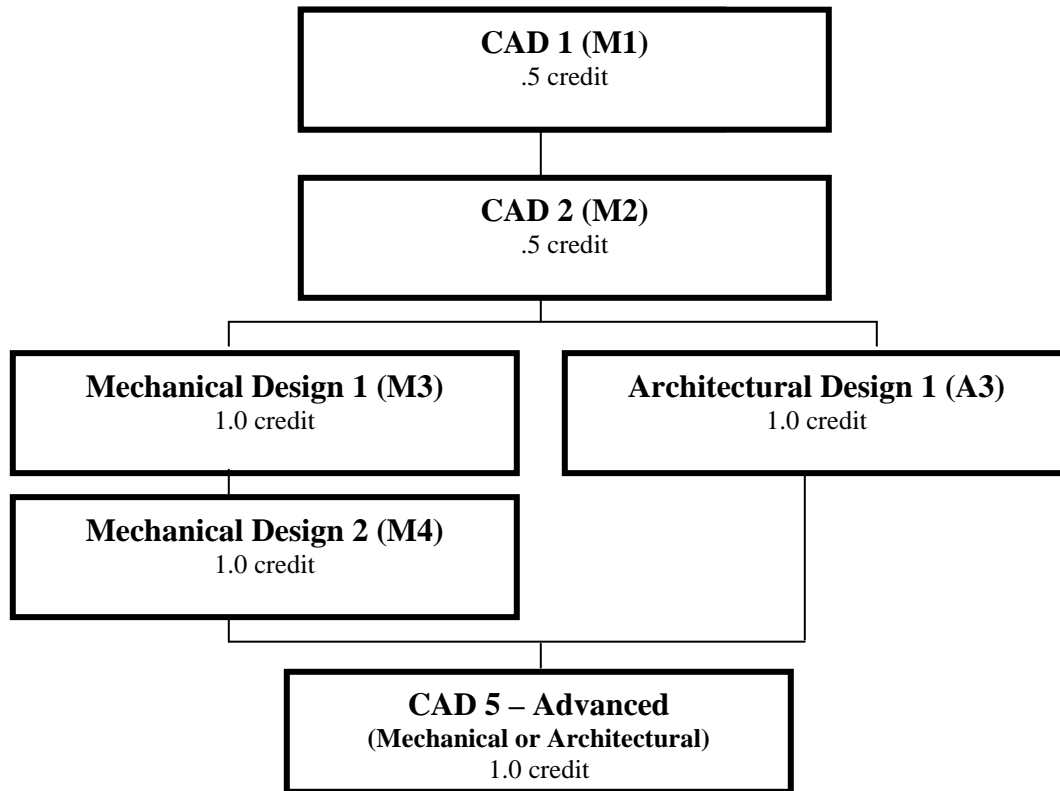 CAD 1 (M1)
.5 credit
CAD 2 (M2)
.5 credit
Mechanical Design 1 (M3)
1.0 credit
Architectural Design 1 (A3)
1.0 credit
Mechanical Design 2 (M4)
1.0 credit
CAD 5 – Advanced
(Mechanical or Architectural)
1.0 credit